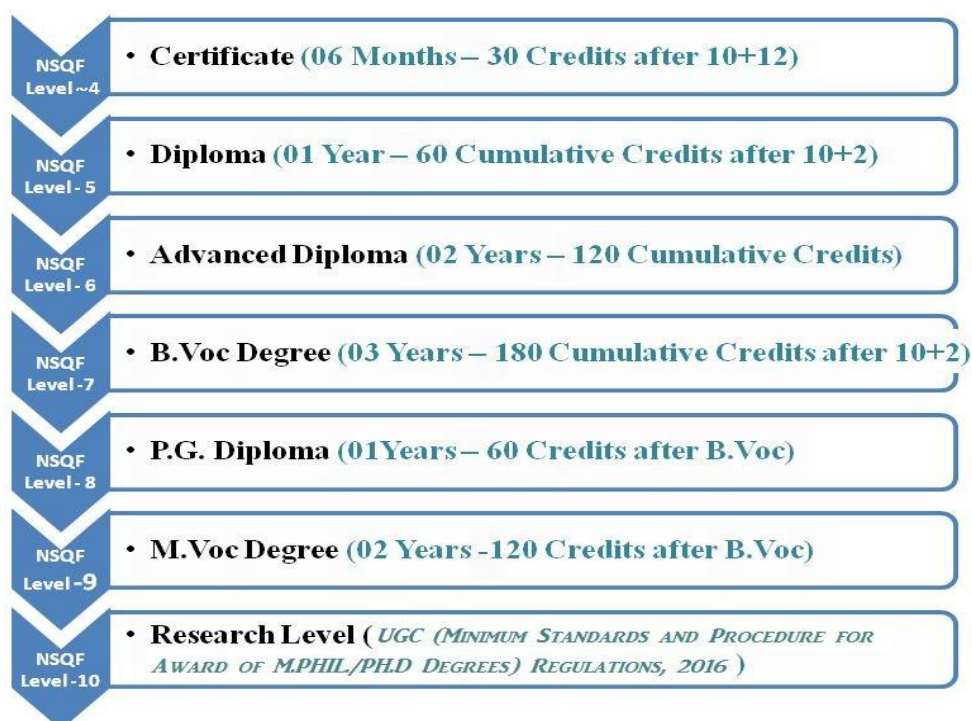 NSQF
Level ~4
• Certificate (06 Months – 30 Credits after 10+12)
NSQF
Level - 5
• Diploma (01 Year – 60 Cumulative Credits after 10+2)
NSQF
Level - 6
• Advanced Diploma (02 Years – 120 Cumulative Credits)
NSQF
Level -7
• B.Voc Degree (03 Years – 180 Cumulative Credits after 10+2)
NSQF
Level - 8
• P.G. Diploma (01Years – 60 Credits after B.Voc)
NSQF
Level -9
• M.Voc Degree (02 Years -120 Credits after B.Voc)
NSQF
Level -10
• Research Level ( UGC (MINIMUM STANDARDS AND PROCEDURE FOR
AWARD OF M.PHIL./PH.D DEGREES) REGULATIONS, 2016 )